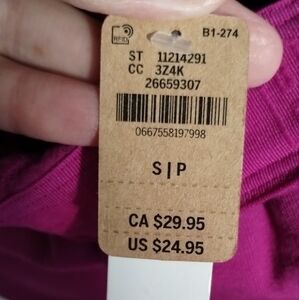 RFID
B1-274
ST 11214291
CC 3Z4K
26659307
0667558197998
S|P
CA $29.95
US $24.95